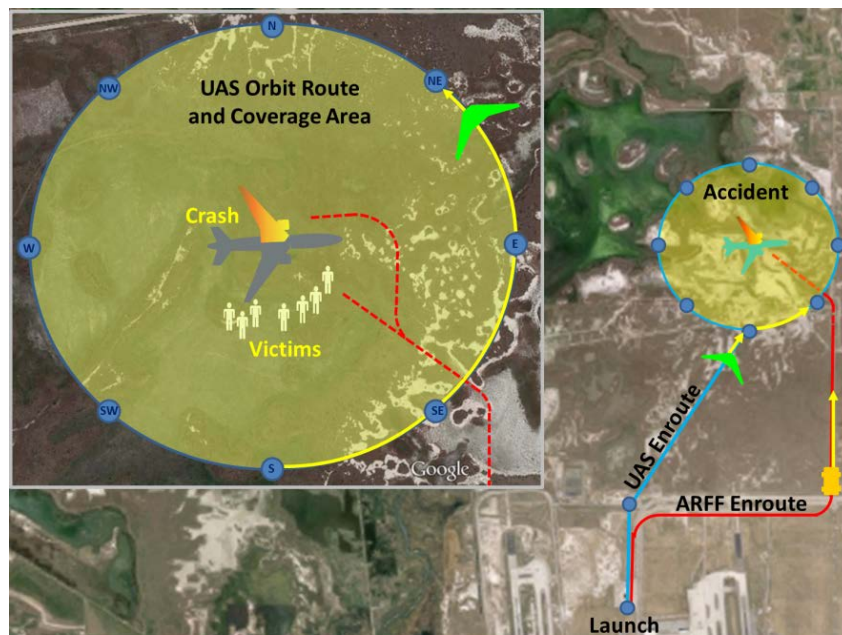 N
NW
NE
UAS Orbit Route
and Coverage Area
Crash
W
E
Victims
SW
SE
S
Google
Accident
UAS Enroute
ARFF Enroute
Launch